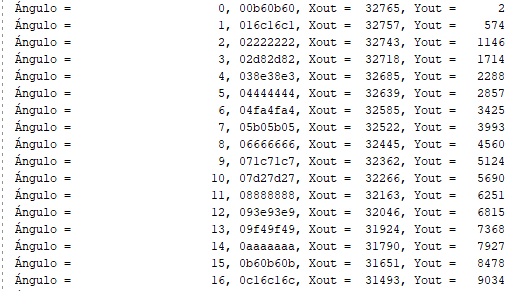 Ángulo = 0, 00b60b60, Xout = 32765, Yout = 2
Ángulo = 1, 016c16c1, Xout = 32757, Yout = 574
Ángulo = 2, 02222222, Xout = 32743, Yout = 1146
Ángulo = 3, 02d82d82, Xout = 32718, Yout = 1714
Ángulo = 4, 038e38e3, Xout = 32685, Yout = 2288
Ángulo = 5, 04444444, Xout = 32639, Yout = 2857
Ángulo = 6, 04fa4fa4, Xout = 32585, Yout = 3425
Ángulo = 7, 05b05b05, Xout = 32522, Yout = 3993
Ángulo = 8, 06666666, Xout = 32445, Yout = 4560
Ángulo = 9, 071c71c7, Xout = 32362, Yout = 5124
Ángulo = 10, 07d27d27, Xout = 32266, Yout = 5690
Ángulo = 11, 08888888, Xout = 32163, Yout = 6251
Ángulo = 12, 093e93e9, Xout = 32046, Yout = 6815
Ángulo = 13, 09f49f49, Xout = 31924, Yout = 7368
Ángulo = 14, 0aaaaaaa, Xout = 31790, Yout = 7927
Ángulo = 15, 0b60b60b, Xout = 31651, Yout = 8478
Ángulo = 16, 0c16c16c, Xout = 31493, Yout = 9034